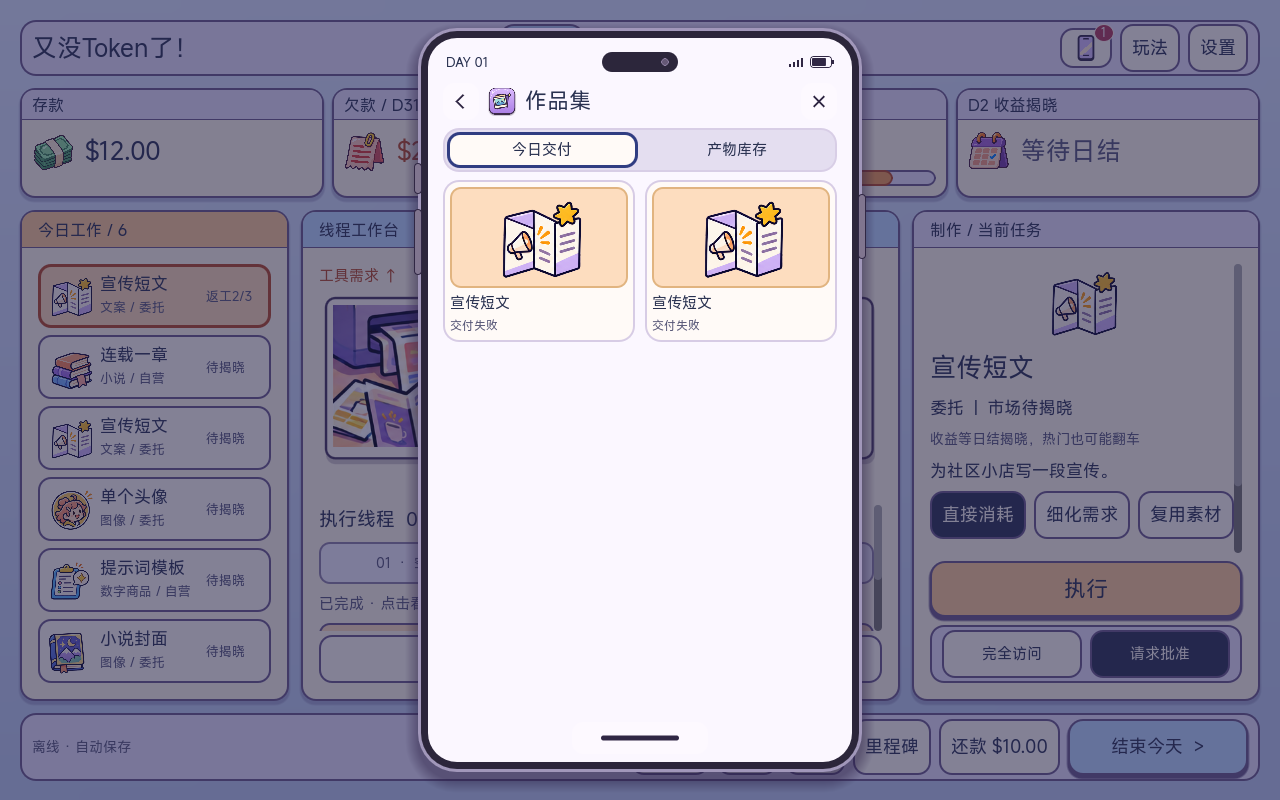 又没Token了!
1
玩法
设置
存款
$12.00
欠款 / D31
D2 收益揭晓
等待日结
今日工作 / 6
宣传短文
文案 / 委托
返工2/3
连载一章
小说 / 自营
待揭晓
宣传短文
文案 / 委托
待揭晓
单个头像
图像 / 委托
待揭晓
提示词模板
数字商品 / 自营
待揭晓
小说封面
图像 / 委托
待揭晓
线程工作台
工具需求 ↑
执行线程 0
01 ·
已完成 · 点击
DAY 01
作品集
今日交付
产物库存
宣传短文
交付失败
宣传短文
交付失败
制作 / 当前任务
宣传短文
委托 | 市场待揭晓
收益等日结揭晓，热门也可能翻车
为社区小店写一段宣传。
直接消耗
细化需求
复用素材
执行
完全访问
请求批准
离线 · 自动保存
里程碑
还款 $10.00
结束今天 >